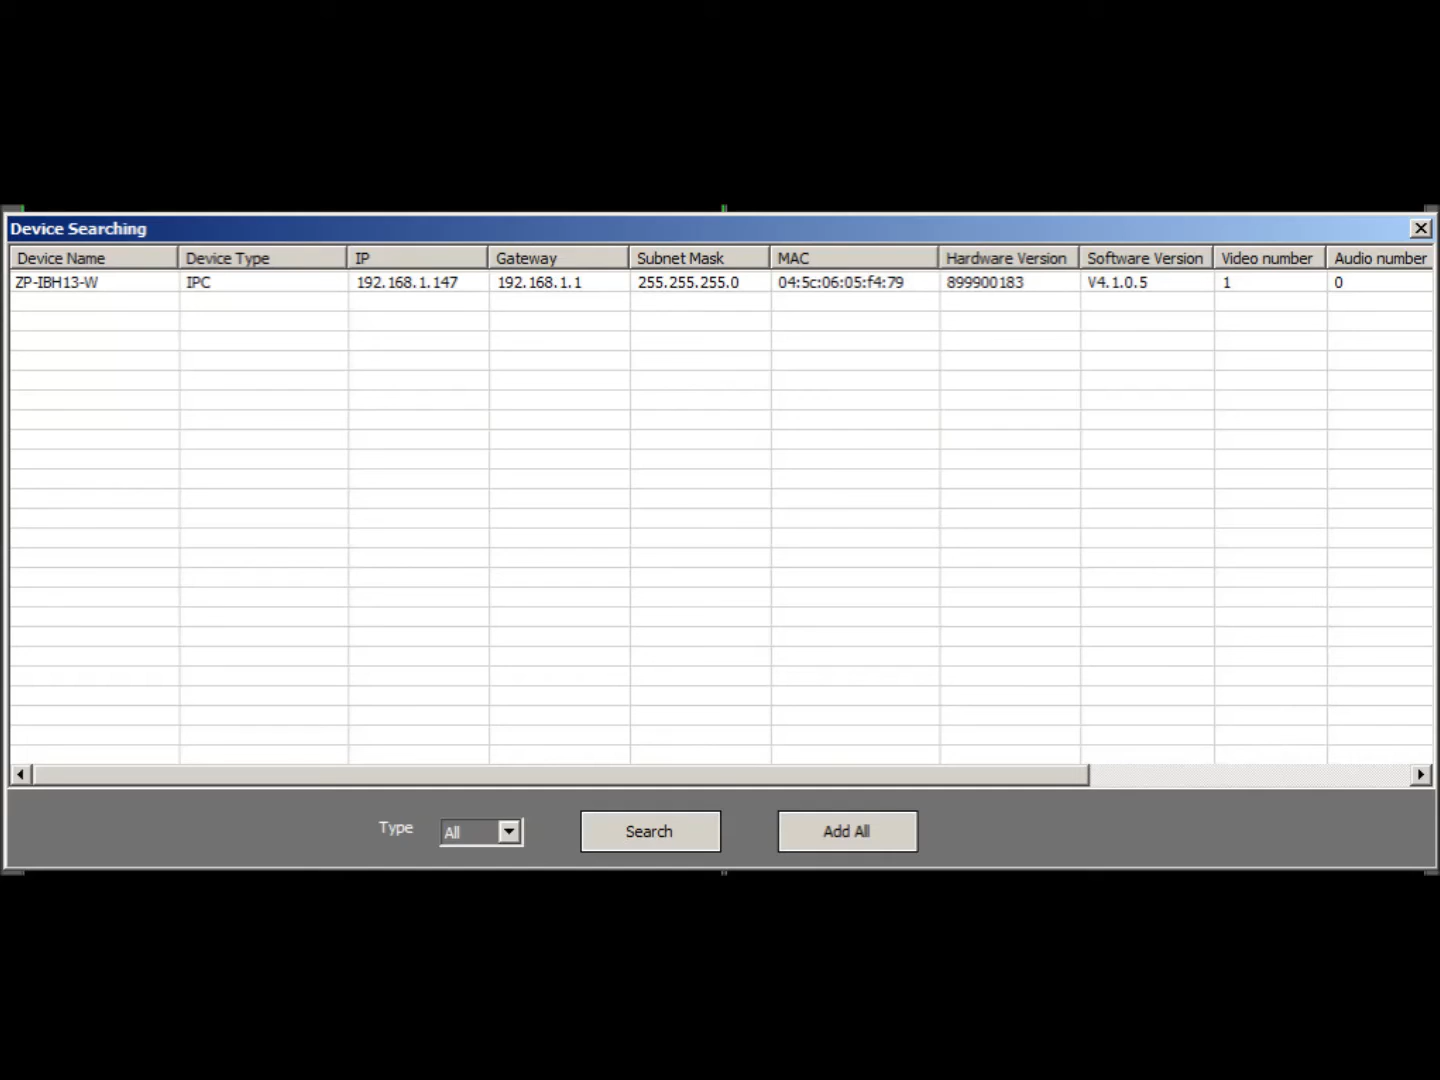 Device Searching
Device Name Device Type IP Gateway Subnet Mask MAC Hardware Version Software Version Video number Audio number
ZP-IBH13-W IPC 192.168.1.147 192.168.1.1 255.255.255.0 04:5c:06:05:f4:79 899900183 V4.1.0.5 1 0
Type All Search Add All